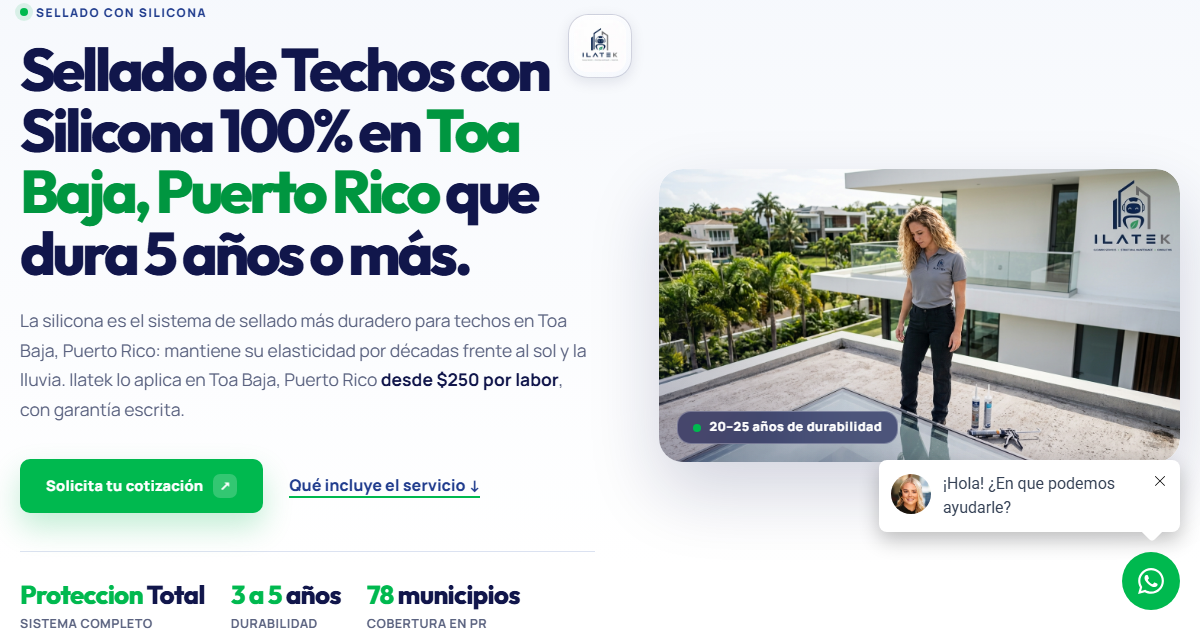 SELLADO CON SILICONA
ILATEK
Sellado de Techos con
Silicona 100% en Toa
Baja, Puerto Rico que
dura 5 años o más.
La silicona es el sistema de sellado más duradero para techos en Toa
Baja, Puerto Rico: mantiene su elasticidad por décadas frente al sol y la
lluvia. Ilatek lo aplica en Toa Baja, Puerto Rico desde $250 por labor,
con garantía escrita.
Solicita tu cotización ↗
Qué incluye el servicio ↓
ILATEK
ILATEK
20–25 años de durabilidad
¡Hola! ¿En que podemos
ayudarle?
Proteccion Total
SISTEMA COMPLETO
3 a 5 años
DURABILIDAD
78 municipios
COBERTURA EN PR